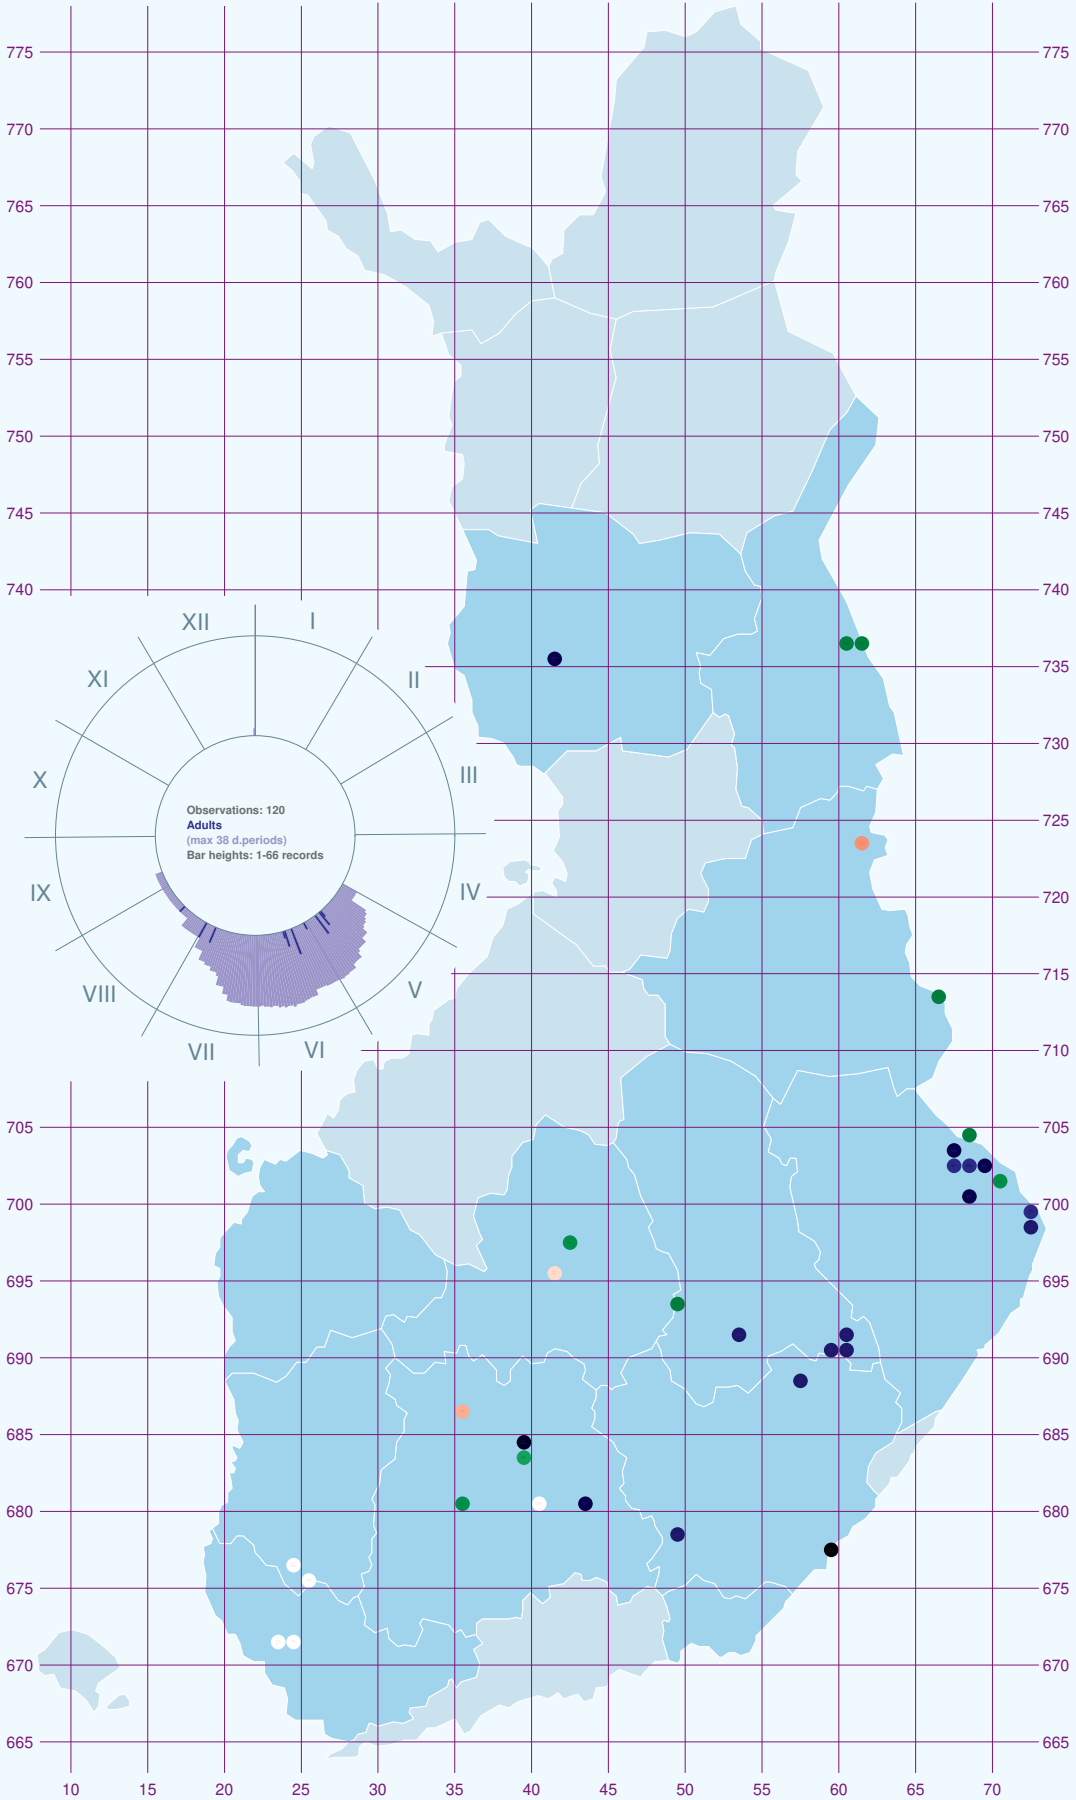 775 775
770 770
765 765
760 760
755 755
750 750
745 745
740 740
XII I
XI II
735
X III
730
Observations: 120
Adults
(max 38 d.periods)
Bar heights: 1-66 records
725
IX IV
720
VIII V
715
VII VI
710
705 705
700 700
695 695
690 690
685 685
680 680
675 675
670 670
665 665
10 15 20 25 30 35 40 45 50 55 60 65 70